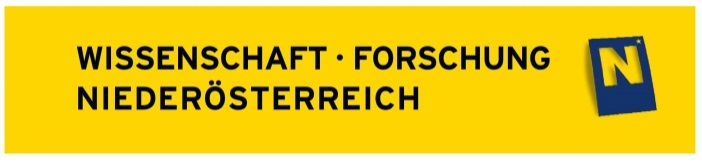 WISSENSCHAFT · FORSCHUNG
NIEDERÖSTERREICH
N